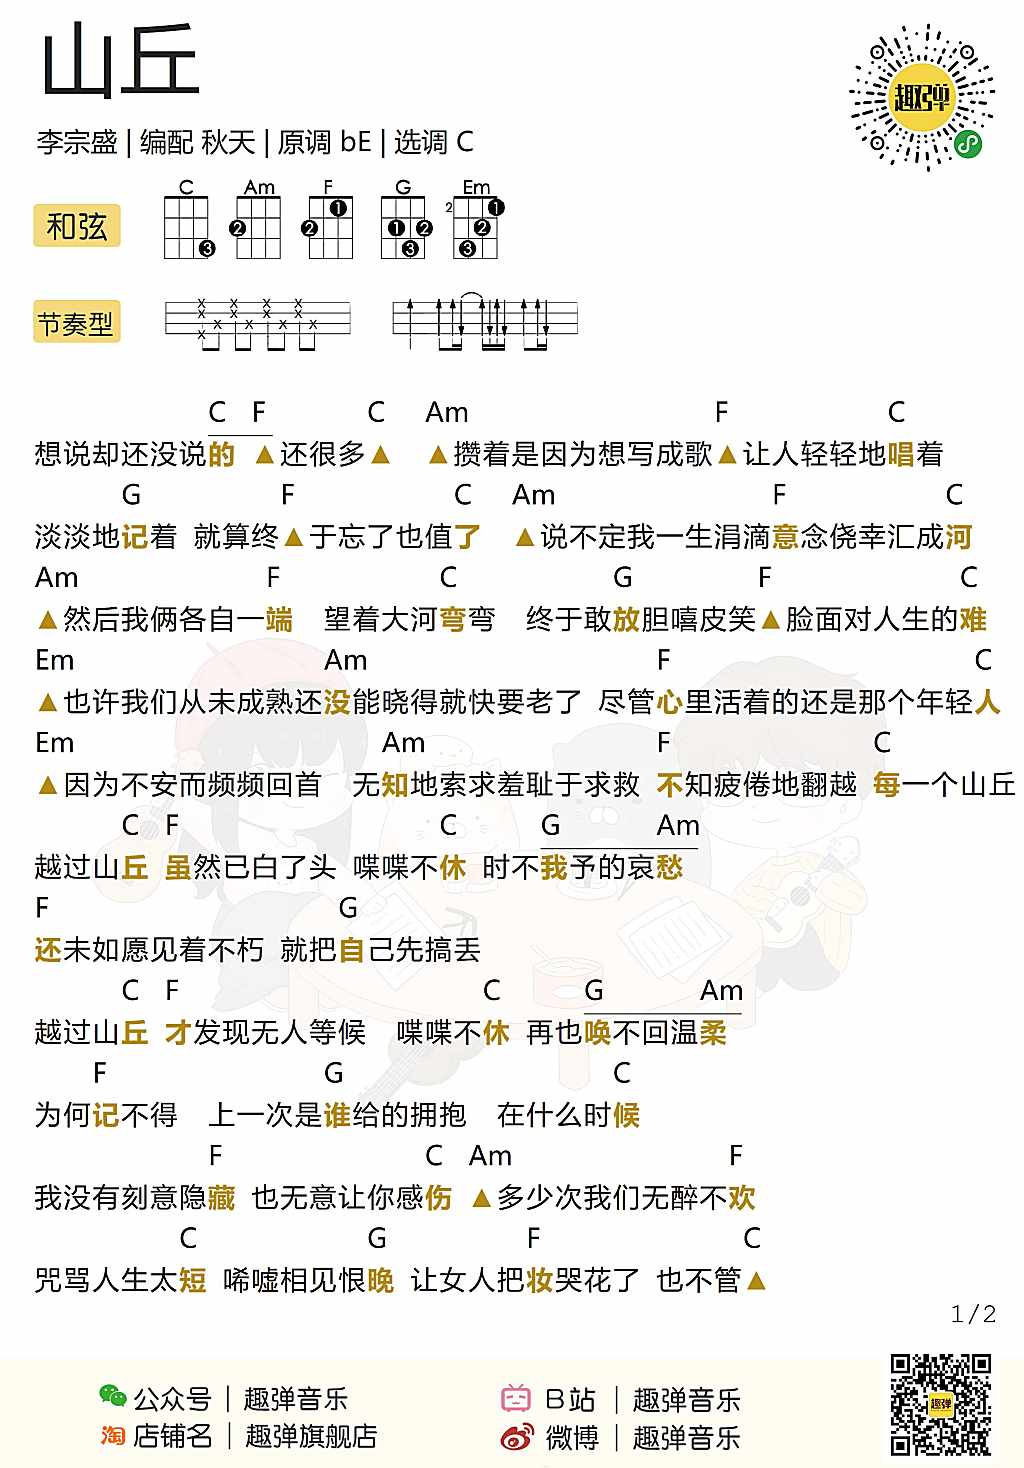 山丘
趣弹
李宗盛 | 编配 秋天 | 原调 bE | 选调 C
和弦
C Am F G Em
3 2 2 1 1 2 3 2 1 2 3
节奏型
C F C Am F C
想说却还没说的 ▲还很多▲ ▲攒着是因为想写成歌▲让人轻轻地唱着
G F C Am F C
淡淡地记着 就算终▲于忘了也值了 ▲说不定我一生涓滴意念侥幸汇成河
Am F C G F C
▲然后我俩各自一端 望着大河弯弯 终于敢放胆嘻皮笑▲脸面对人生的难
Em Am F C
▲也许我们从未成熟还没能晓得就快要老了 尽管心里活着的还是那个年轻人
Em Am F C
▲因为不安而频频回首 无知地索求羞耻于求救 不知疲倦地翻越 每一个山丘
C F C G Am
越过山丘 虽然已白了头 喋喋不休 时不我予的哀愁
F G
还未如愿见着不朽 就把自己先搞丢
C F C G Am
越过山丘 才发现无人等候 喋喋不休 再也唤不回温柔
F G C
为何记不得 上一次是谁给的拥抱 在什么时候
F C Am F
我没有刻意隐藏 也无意让你感伤 ▲多少次我们无醉不欢
C G F C
咒骂人生太短 唏嘘相见恨晚 让女人把妆哭花了 也不管▲
1/2
公众号 | 趣弹音乐
B站 | 趣弹音乐
趣弹
淘 店铺名 | 趣弹旗舰店
微博 | 趣弹音乐